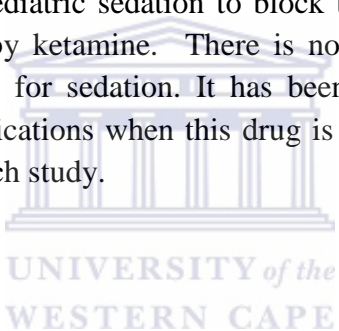 ediatric sedation to block
by ketamine. There is no
for sedation. It has been
ications when this drug is
ch study.
UNIVERSITY of the
WESTERN CAPE